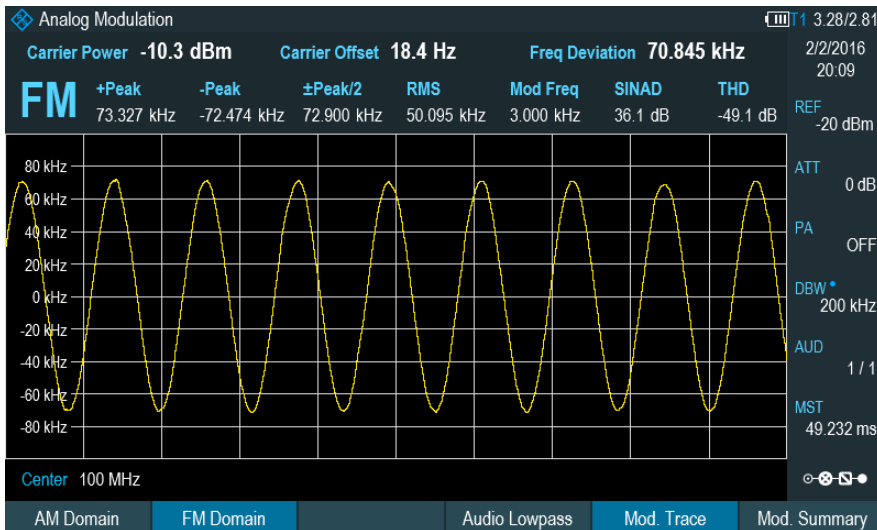 Analog Modulation T1 3.28/2.81
Carrier Power -10.3 dBm Carrier Offset 18.4 Hz Freq Deviation 70.845 kHz
2/2/2016
20:09
FM
+Peak -Peak ±Peak/2 RMS Mod Freq SINAD THD
73.327 kHz -72.474 kHz 72.900 kHz 50.095 kHz 3.000 kHz 36.1 dB -49.1 dB
REF
-20 dBm
ATT
0 dB
PA
OFF
DBW
200 kHz
AUD
1 / 1
MST
49.232 ms
80 kHz
60 kHz
40 kHz
20 kHz
0 kHz
-20 kHz
-40 kHz
-60 kHz
-80 kHz
Center 100 MHz
AM Domain FM Domain Audio Lowpass Mod. Trace Mod. Summary